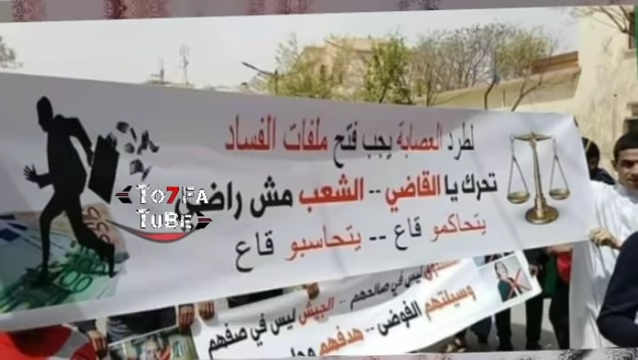 لطرد العصابة يجب فتح ملفات الفساد
تحرك يا القاضي -- الشعب مش راضي
يتحاكمو قاع -- يتحاسبو قاع
To7Fa
TuBe
ليس في صالحهم -- الجيش ليس في صفهم
وسيلتهم الفوضى -- هدفهم